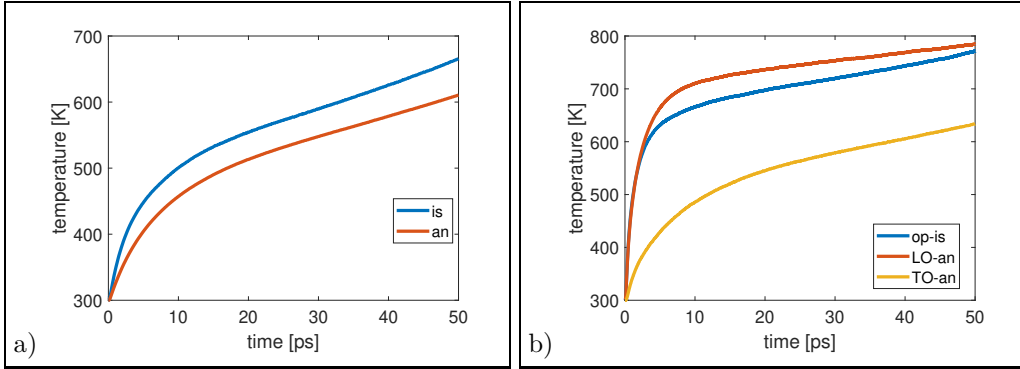 700
600
500
400
300
temperature [K]
0 10 20 30 40 50
time [ps]
is
an
a)
800
700
600
500
400
300
temperature [K]
0 10 20 30 40 50
time [ps]
op-is
LO-an
TO-an
b)